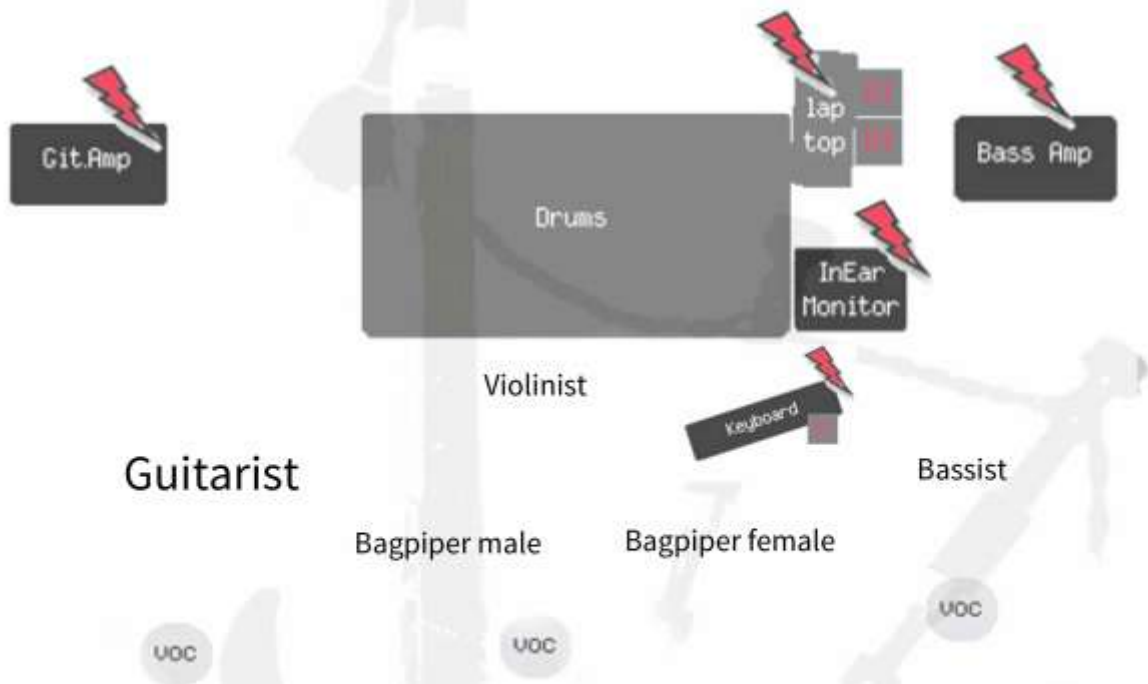 lap
top
Git.Amp
Bass Amp
Drums
InEar
Monitor
Violinist
Keyboard
Guitarist
Bassist
Bagpiper male
Bagpiper female
VOC
VOC
VOC